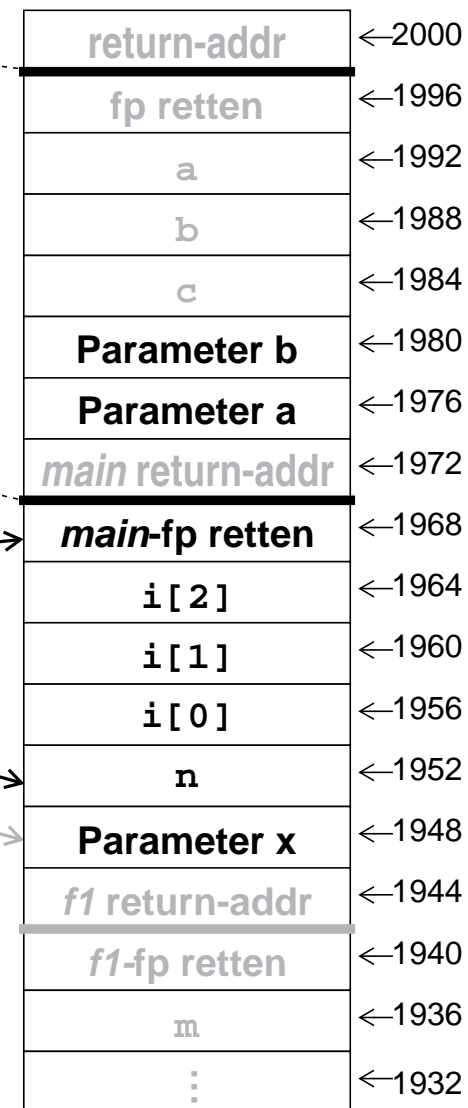 return-addr ←2000
fp retten ←1996
a ←1992
b ←1988
c ←1984
Parameter b ←1980
Parameter a ←1976
main return-addr ←1972
main-fp retten ←1968
i[2] ←1964
i[1] ←1960
i[0] ←1956
n ←1952
Parameter x ←1948
f1 return-addr ←1944
f1-fp retten ←1940
m ←1936
⋮ ←1932